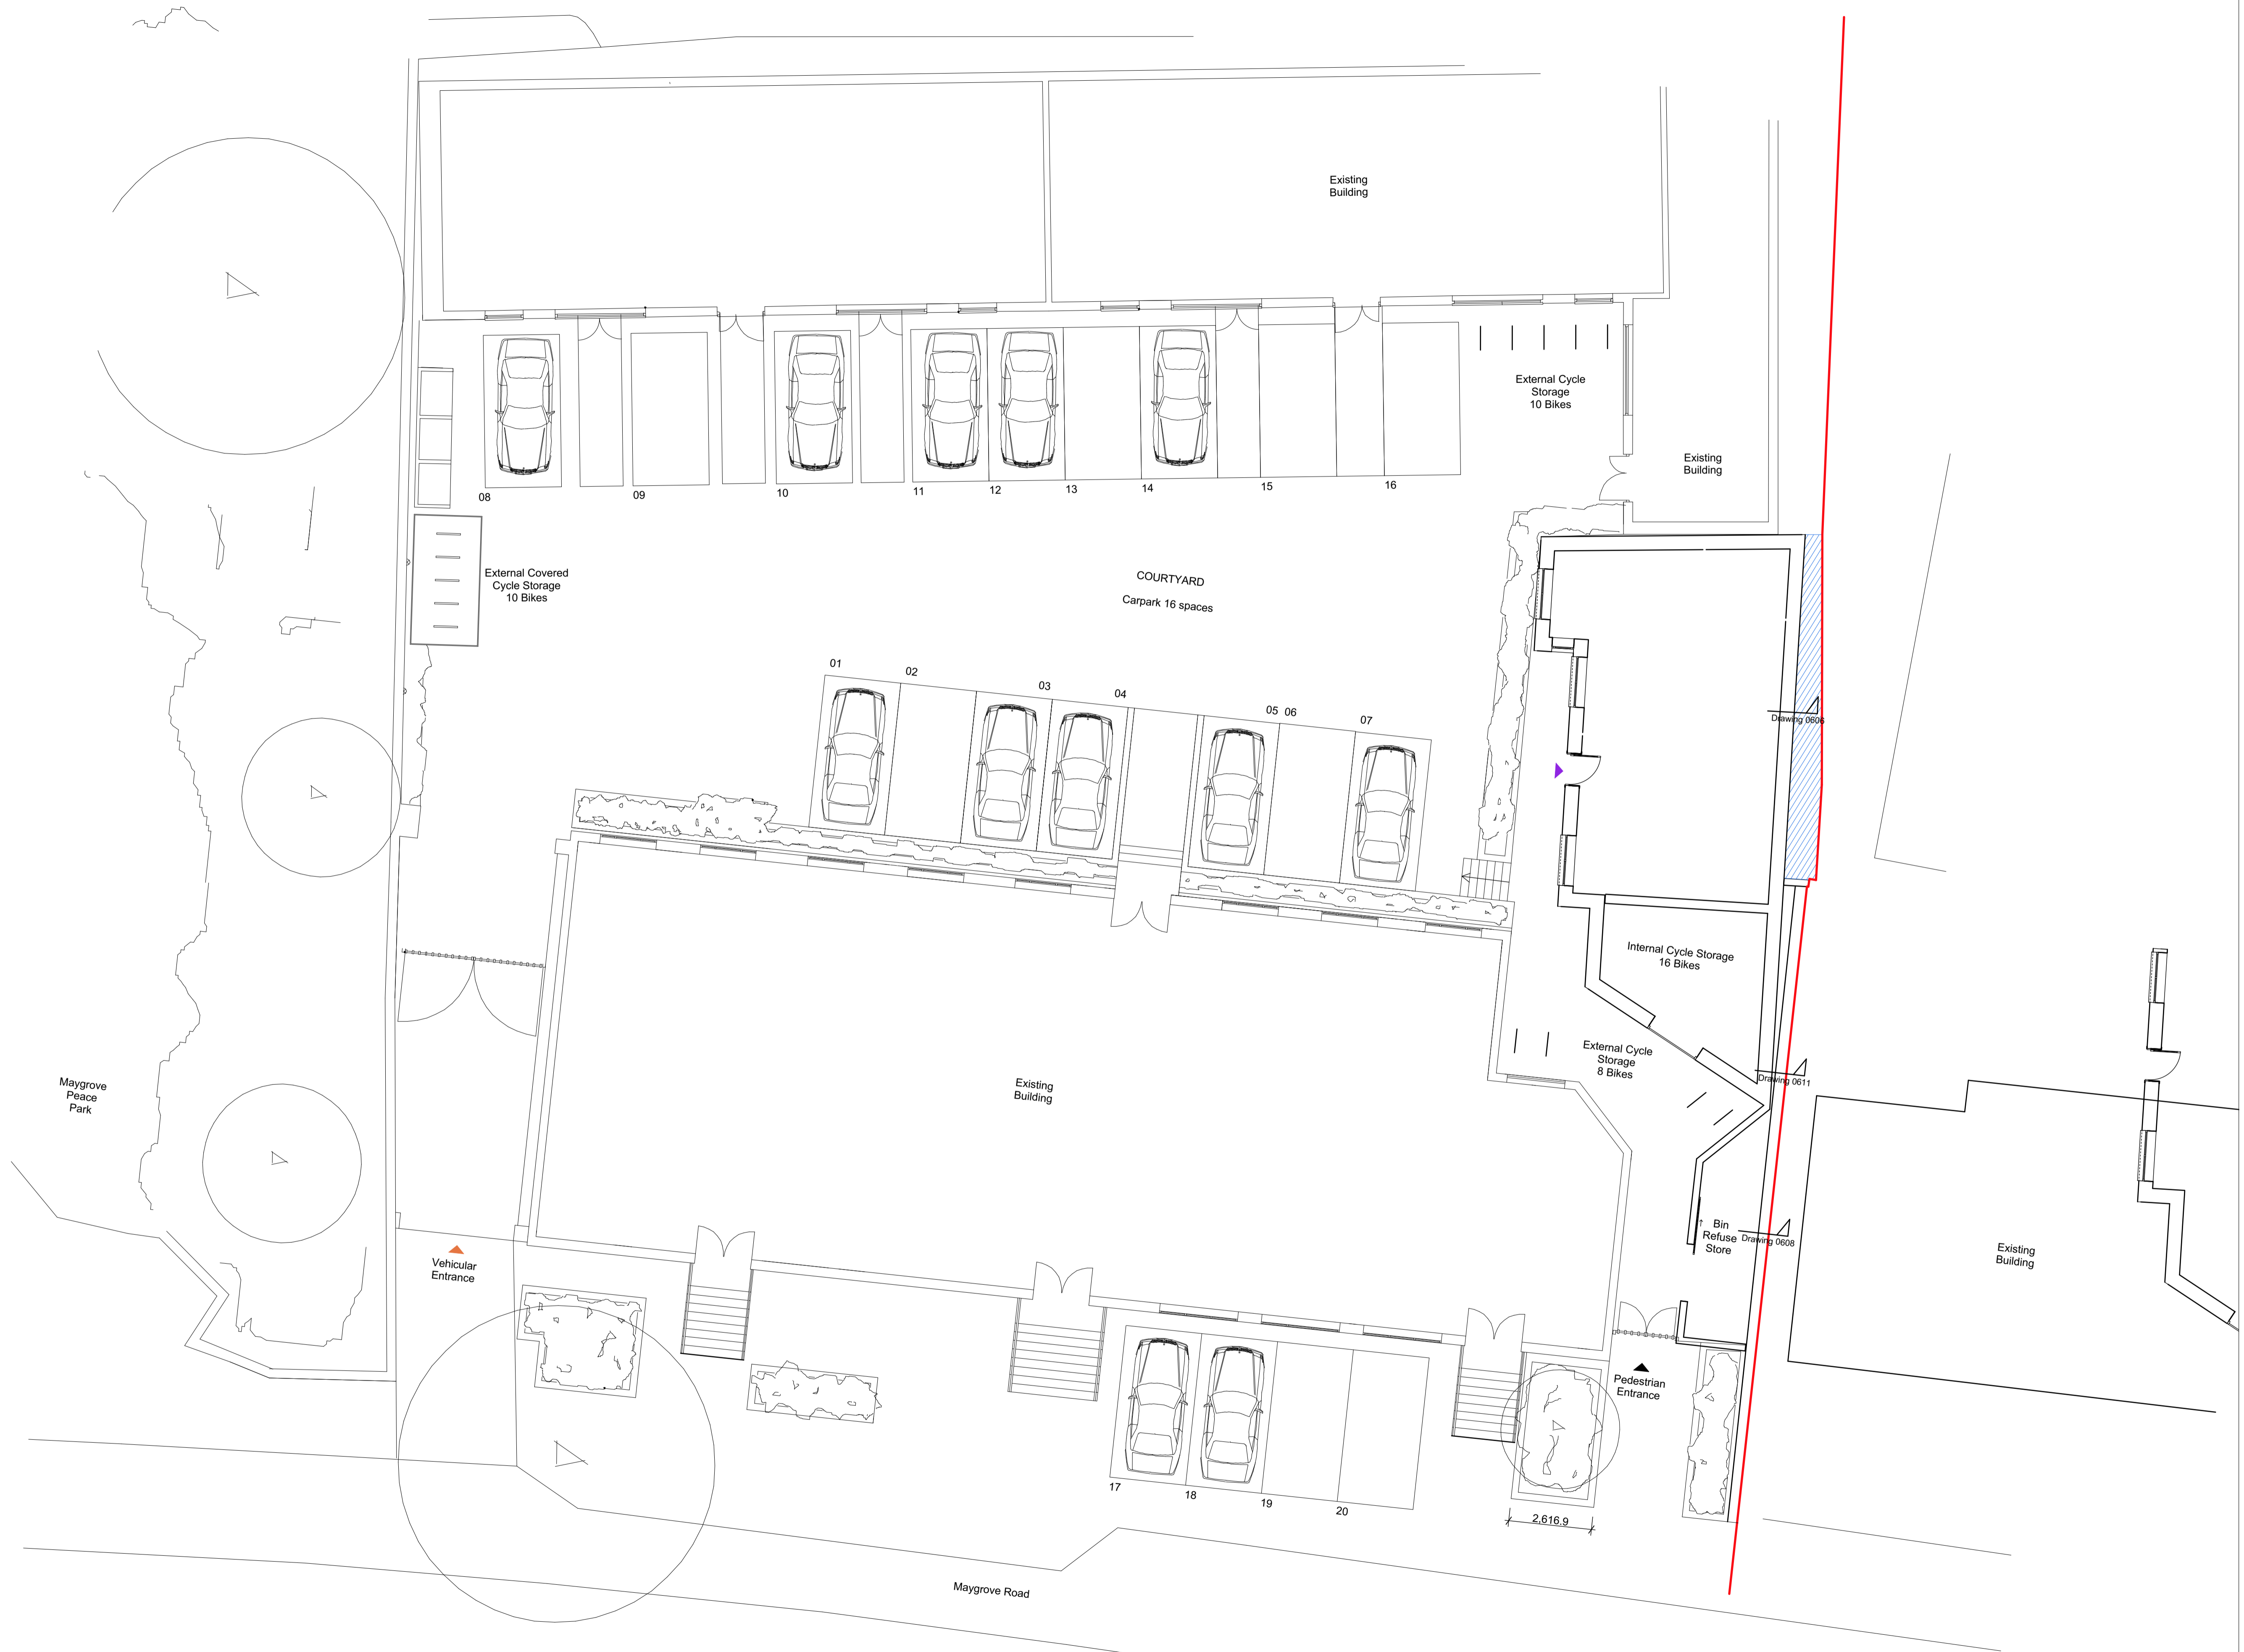 Existing
Building
08
09
10
11
12
13
14
15
16
External Cycle
Storage
10 Bikes
Existing
Building
External Covered
Cycle Storage
10 Bikes
COURTYARD
Carpark 16 spaces
01
02
03
04
05
06
07
Drawing 0606
Internal Cycle Storage
16 Bikes
External Cycle
Storage
8 Bikes
Drawing 0611
Maygrove
Peace
Park
Existing
Building
Bin
Refuse
Store
Drawing 0608
Existing
Building
Vehicular
Entrance
Pedestrian
Entrance
17
18
19
20
2,616.9
Maygrove Road